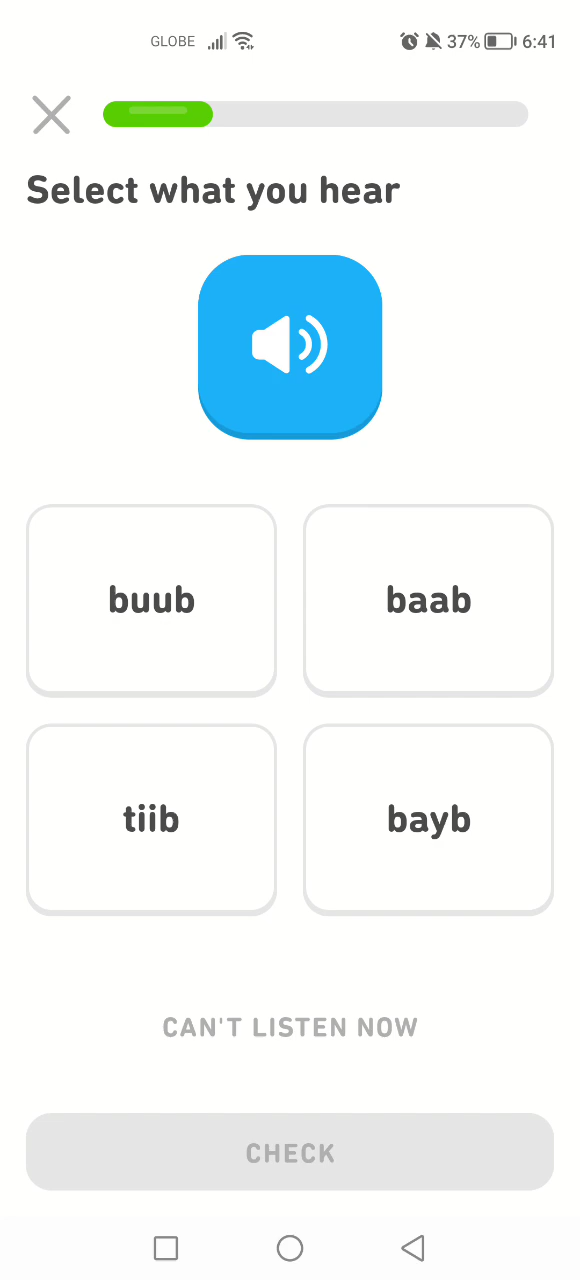 GLOBE 37% 6:41
Select what you hear
buub baab
tiib bayb
CAN'T LISTEN NOW
CHECK